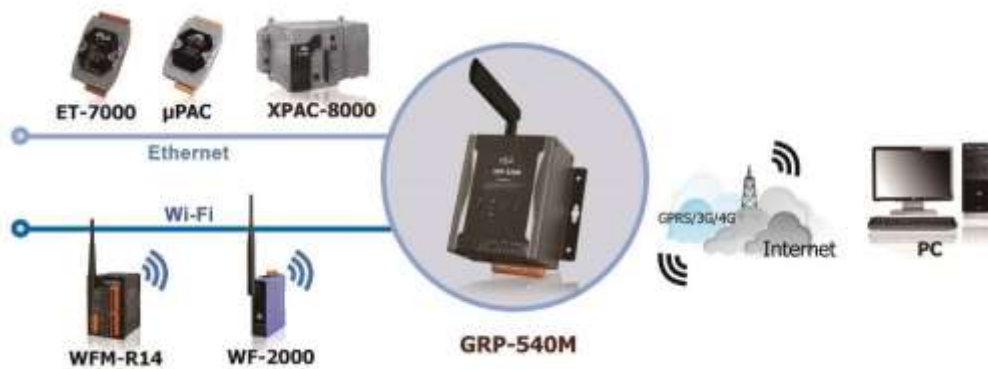 ET-7000 µPAC XPAC-8000
Ethernet
Wi-Fi
WFM-R14 WF-2000
GRP-540M
GPRS/3G/4G
Internet
PC